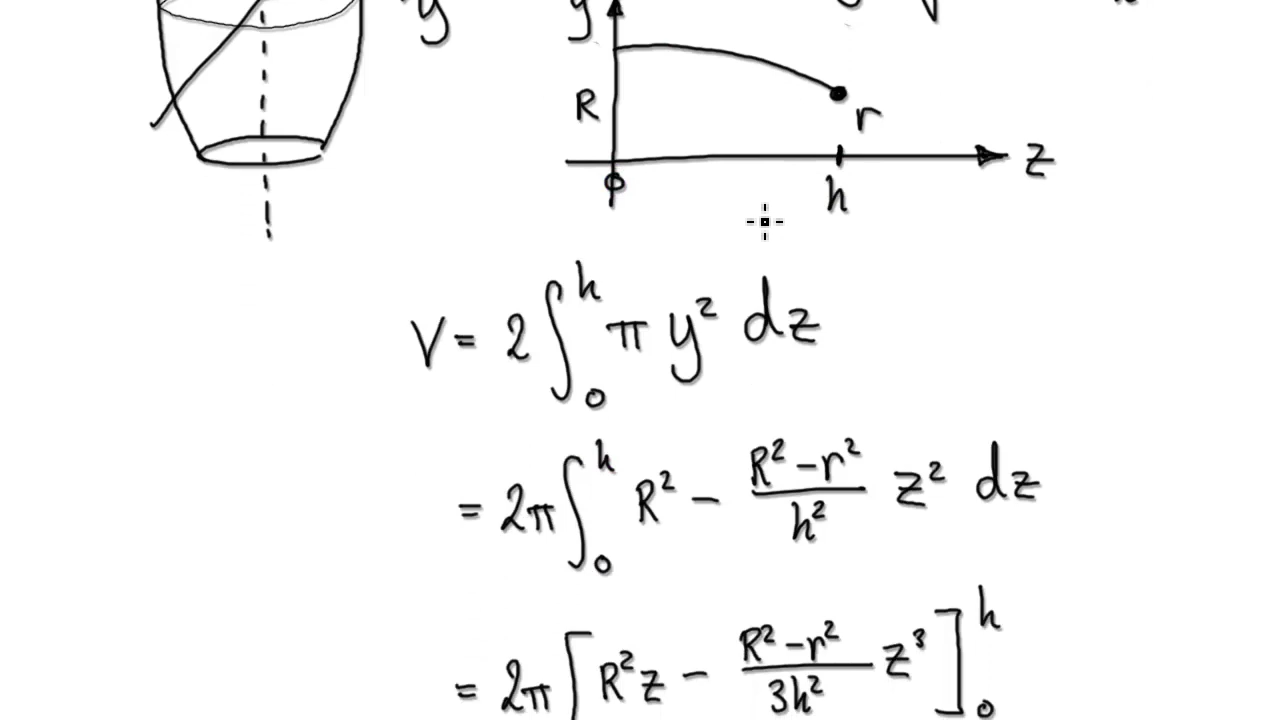 y
y
R
r
0
h
z
V = 2 ∫₀ʰ π y² dz
= 2π ∫₀ʰ R² − (R² − r²)/h² z² dz
= 2π [ R²z − (R² − r²)/3h² z³ ]₀ʰ